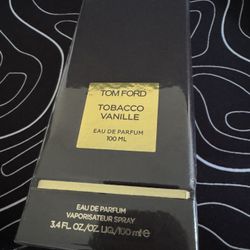 TOM FORD
TOBACCO
VANILLE
EAU DE PARFUM
100 ML
EAU DE PARFUM
VAPORISATEUR SPRAY
3.4 FL. OZ./OZ. LIQ./100 ml e